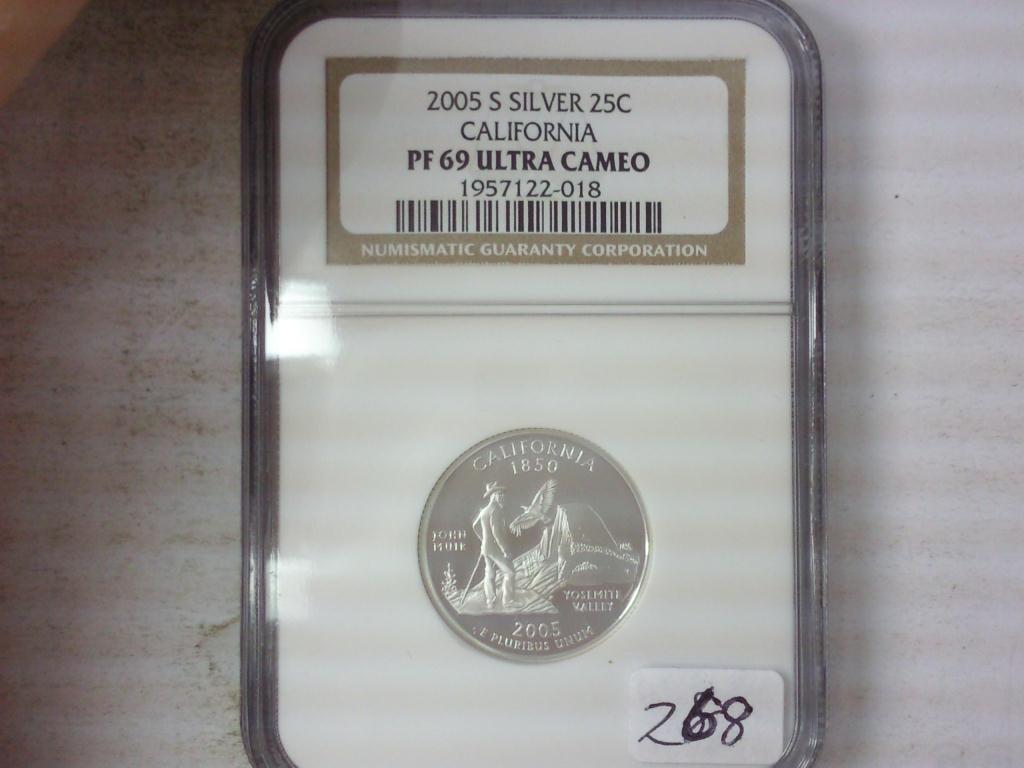 2005 S SILVER 25C
CALIFORNIA
PF 69 ULTRA CAMEO
1957122-018
NUMISMATIC GUARANTY CORPORATION
CALIFORNIA
1850
JOHN
MUIR
YOSEMITE
VALLEY
2005
E PLURIBUS UNUM
268